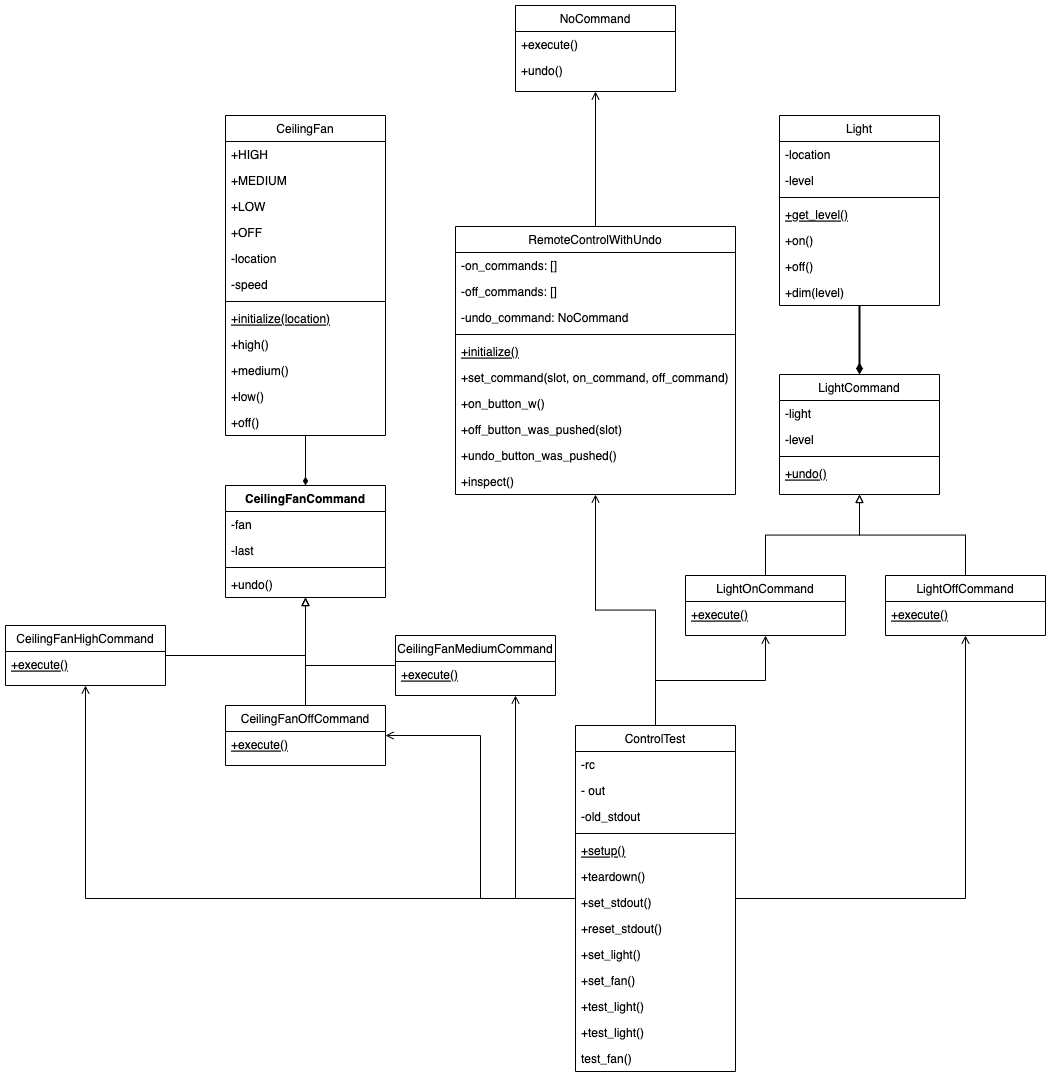 NoCommand
+execute()
+undo()
CeilingFan
+HIGH
+MEDIUM
+LOW
+OFF
-location
-speed
+initialize(location)
+high()
+medium()
+low()
+off()
Light
-location
-level
+get_level()
+on()
+off()
+dim(level)
RemoteControlWithUndo
-on_commands: []
-off_commands: []
-undo_command: NoCommand
+initialize()
+set_command(slot, on_command, off_command)
+on_button_w()
+off_button_was_pushed(slot)
+undo_button_was_pushed()
+inspect()
LightCommand
-light
-level
+undo()
CeilingFanCommand
-fan
-last
+undo()
LightOnCommand
+execute()
LightOffCommand
+execute()
CeilingFanHighCommand
+execute()
CeilingFanMediumCommand
+execute()
CeilingFanOffCommand
+execute()
ControlTest
-rc
- out
-old_stdout
+setup()
+teardown()
+set_stdout()
+reset_stdout()
+set_light()
+set_fan()
+test_light()
+test_light()
test_fan()